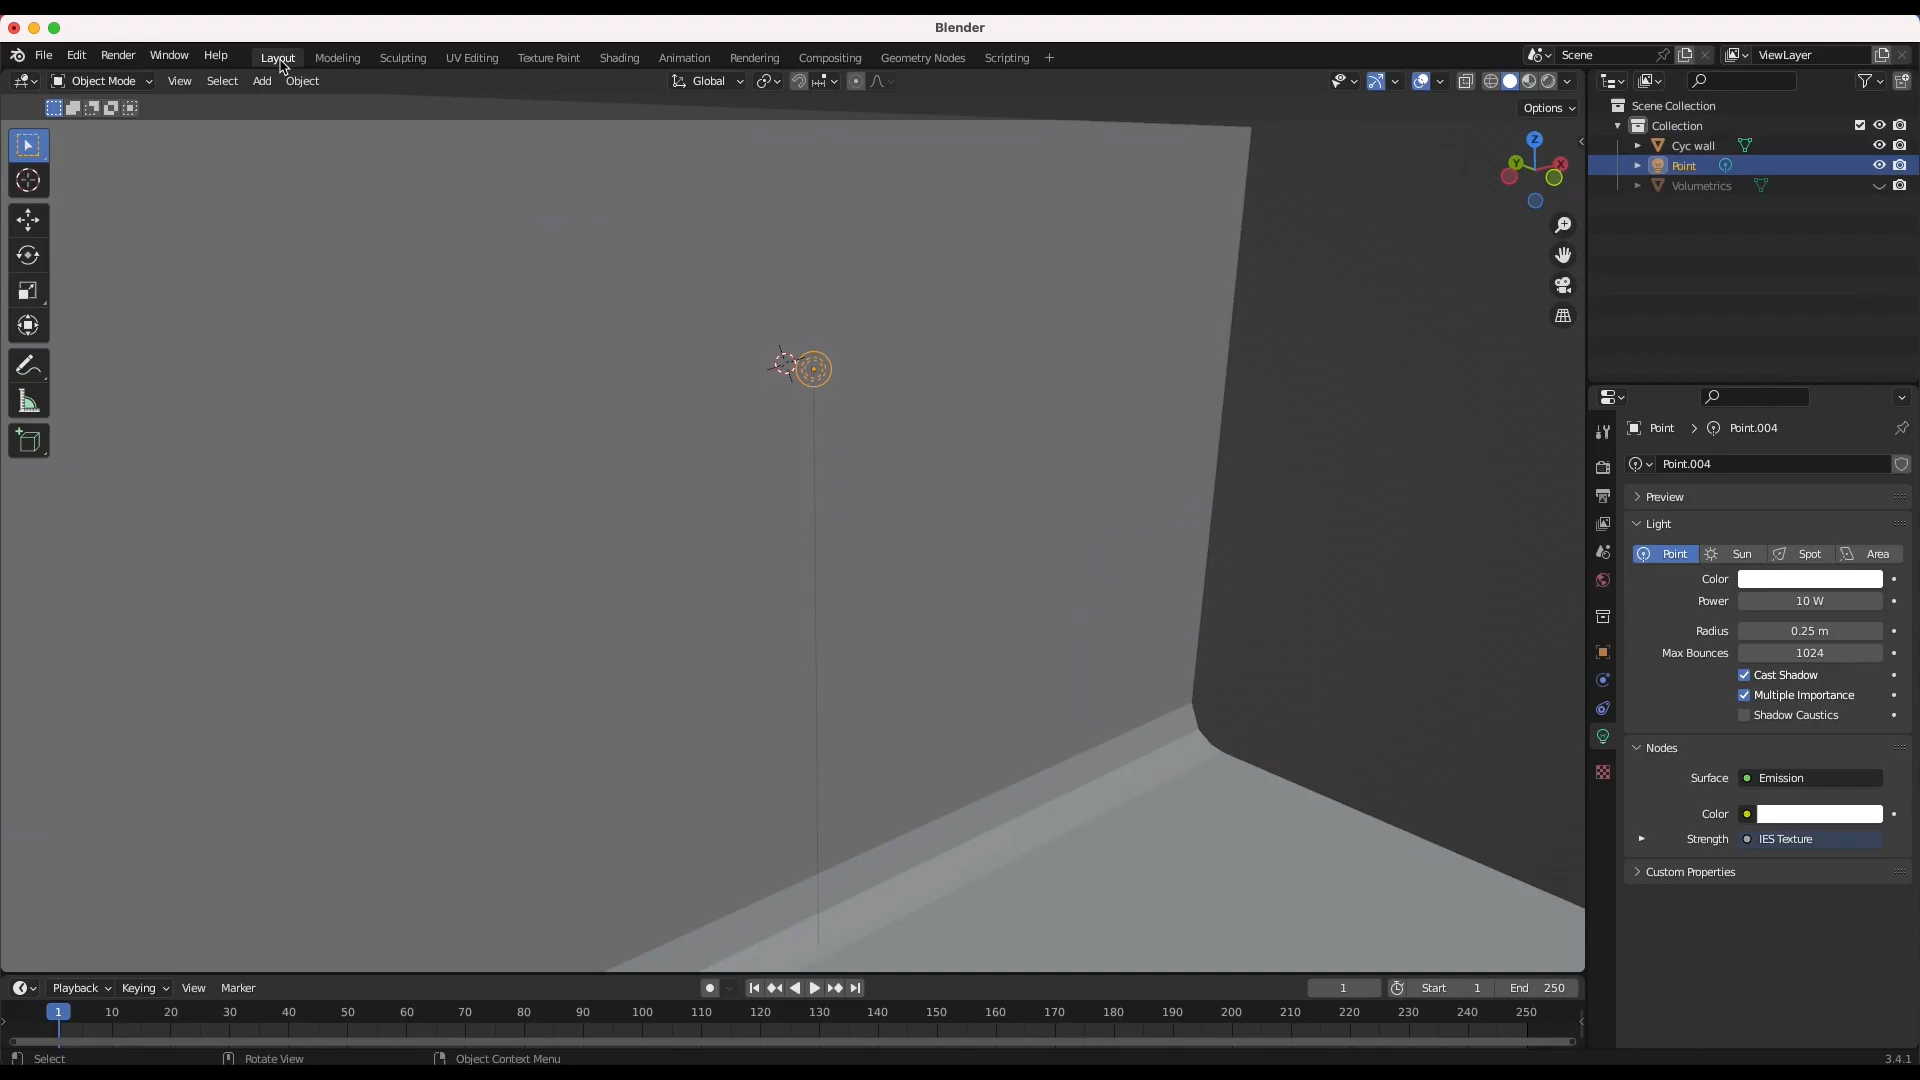 Blender
File Edit Render Window Help Layout Modeling Sculpting UV Editing Texture Paint Shading Animation Rendering Compositing Geometry Nodes Scripting + Scene ViewLayer
Object Mode View Select Add Object Global
Options
Z
Y X
Scene Collection
Collection
Cyc wall
Point
Volumetrics
Point > Point.004
Point.004
Preview
Light
Point Sun Spot Area
Color
Power 10 W
Radius 0.25 m
Max Bounces 1024
Cast Shadow
Multiple Importance
Shadow Caustics
Nodes
Surface Emission
Color
Strength IES Texture
Custom Properties
Playback Keying View Marker 1 Start 1 End 250
1 10 20 30 40 50 60 70 80 90 100 110 120 130 140 150 160 170 180 190 200 210 220 230 240 250
Select Rotate View Object Context Menu 3.4.1